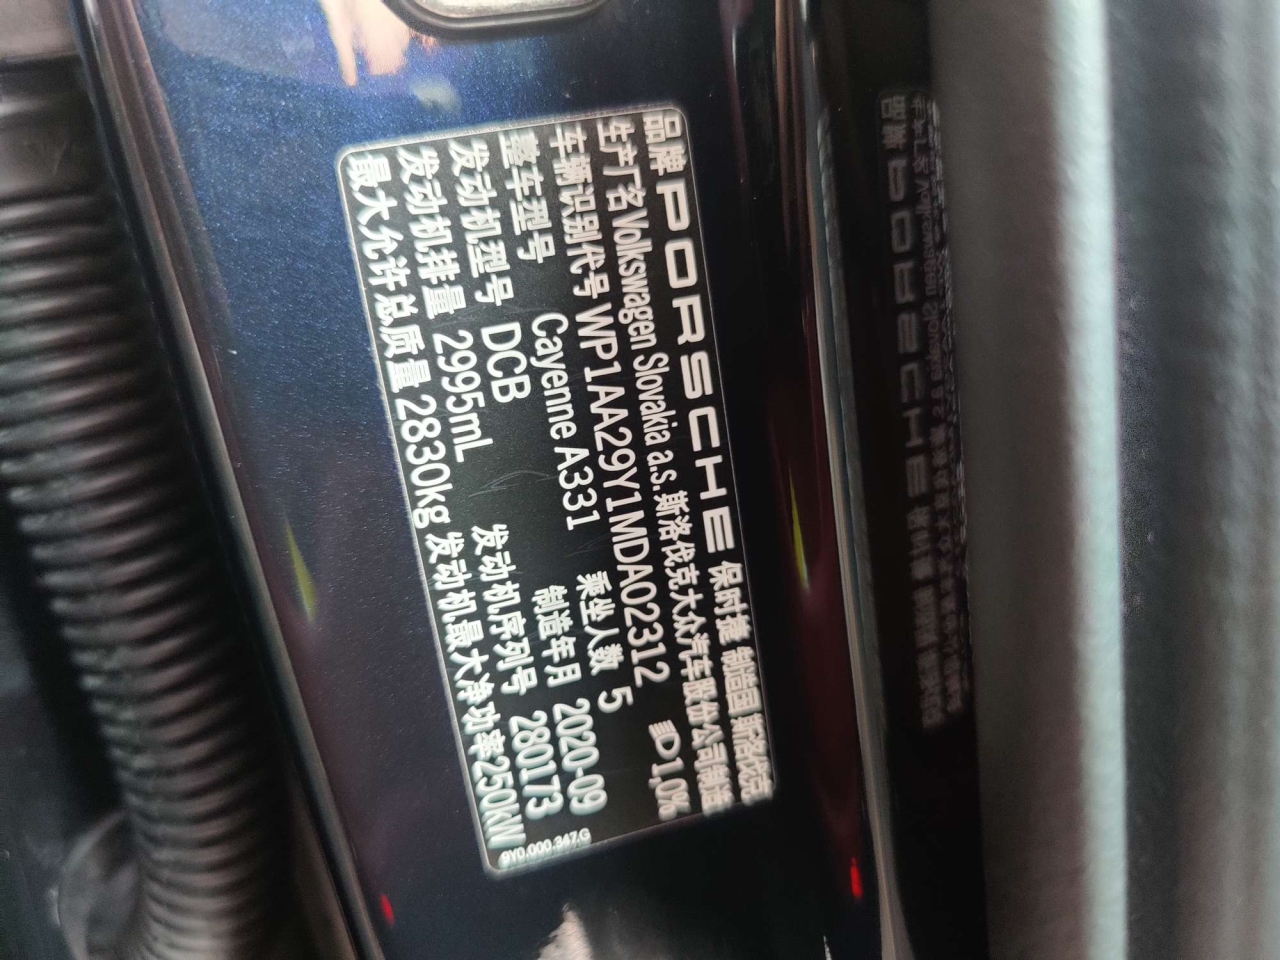 品牌 PORSCHE 保时捷 制造国 斯洛伐克
生产厂名 Volkswagen Slovakia a.s. 斯洛伐克大众汽车股份公司制造
车辆识别代号 WP1AA29Y1MDA02312 D 1,0%
整车型号 Cayenne A331 乘坐人数 5
发动机型号 DCB 制造年月 2020-09
发动机排量 2995mL 发动机序列号 280173
最大允许总质量 2830kg 发动机最大净功率 250kW
9Y0.000.347.G